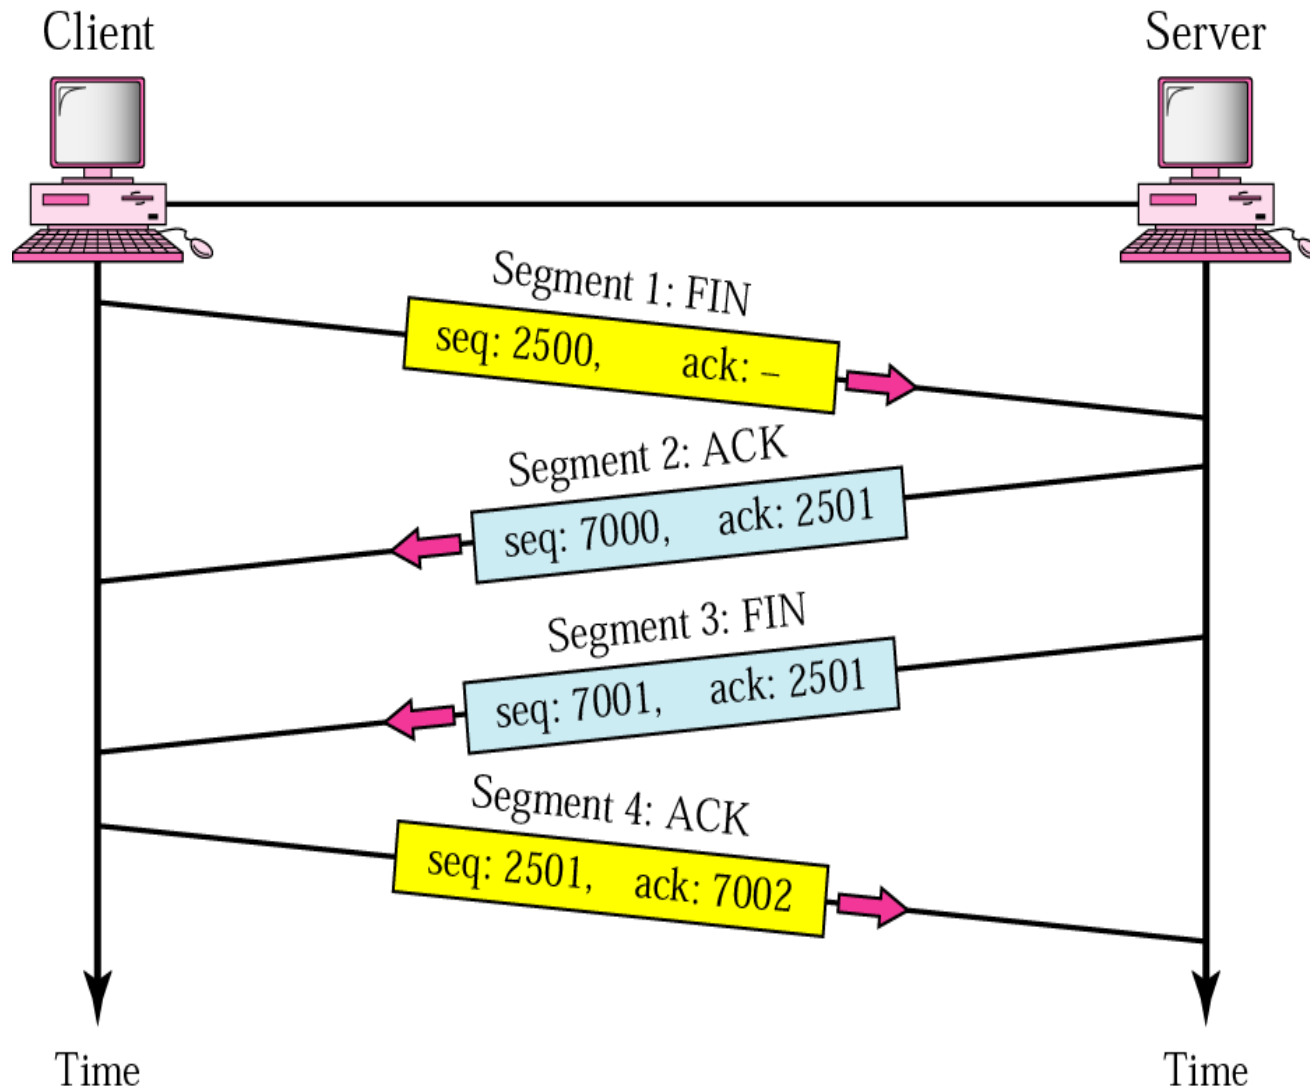 Client
Server
Segment 1: FIN
seq: 2500, ack: –
Segment 2: ACK
seq: 7000, ack: 2501
Segment 3: FIN
seq: 7001, ack: 2501
Segment 4: ACK
seq: 2501, ack: 7002
Time
Time